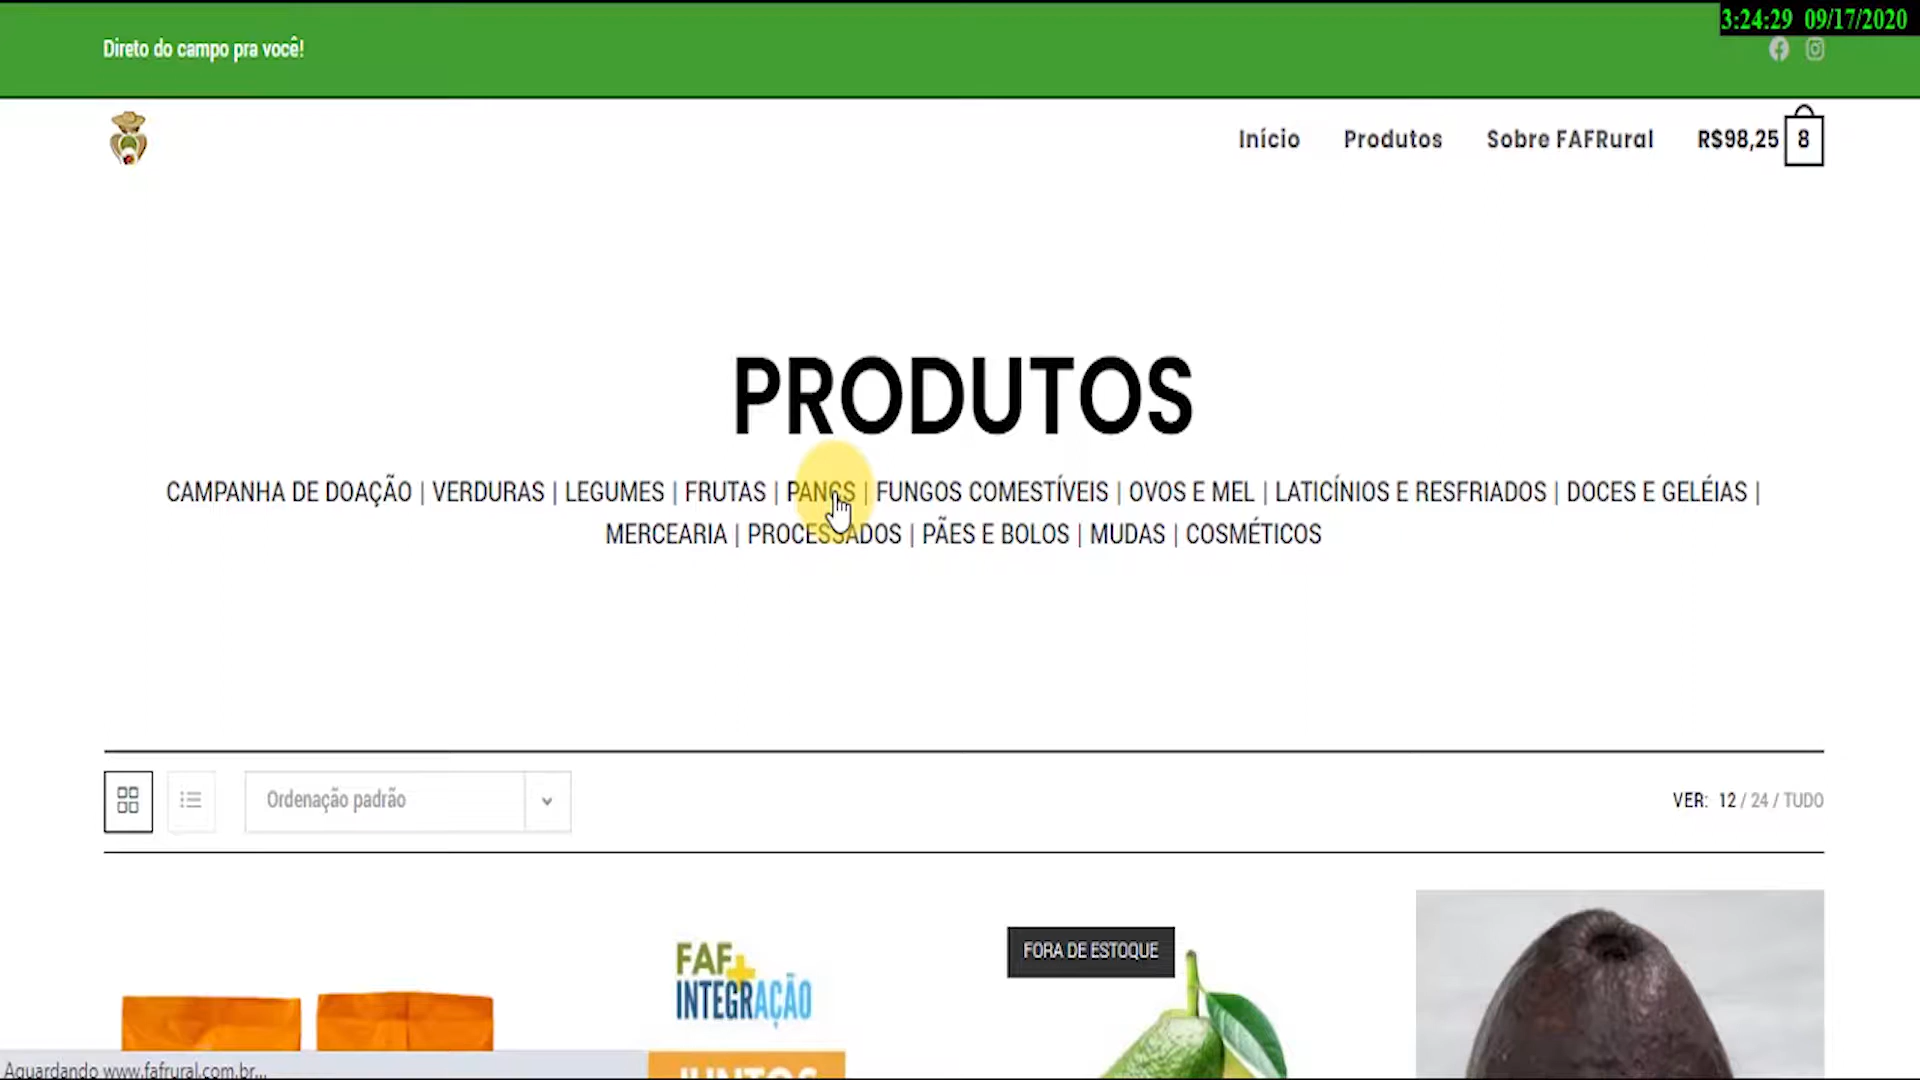 3:24:29 09/17/2020
Direto do campo pra você!
Início Produtos Sobre FAFRural R$98,25 8
PRODUTOS
CAMPANHA DE DOAÇÃO | VERDURAS | LEGUMES | FRUTAS | PANCS | FUNGOS COMESTÍVEIS | OVOS E MEL | LATICÍNIOS E RESFRIADOS | DOCES E GELÉIAS |
MERCEARIA | PROCESSADOS | PÃES E BOLOS | MUDAS | COSMÉTICOS
Ordenação padrão
VER: 12 / 24 / TUDO
FAF+
INTEGRAÇÃO
JUNTOS
FORA DE ESTOQUE
Aguardando www.fafrural.com.br...